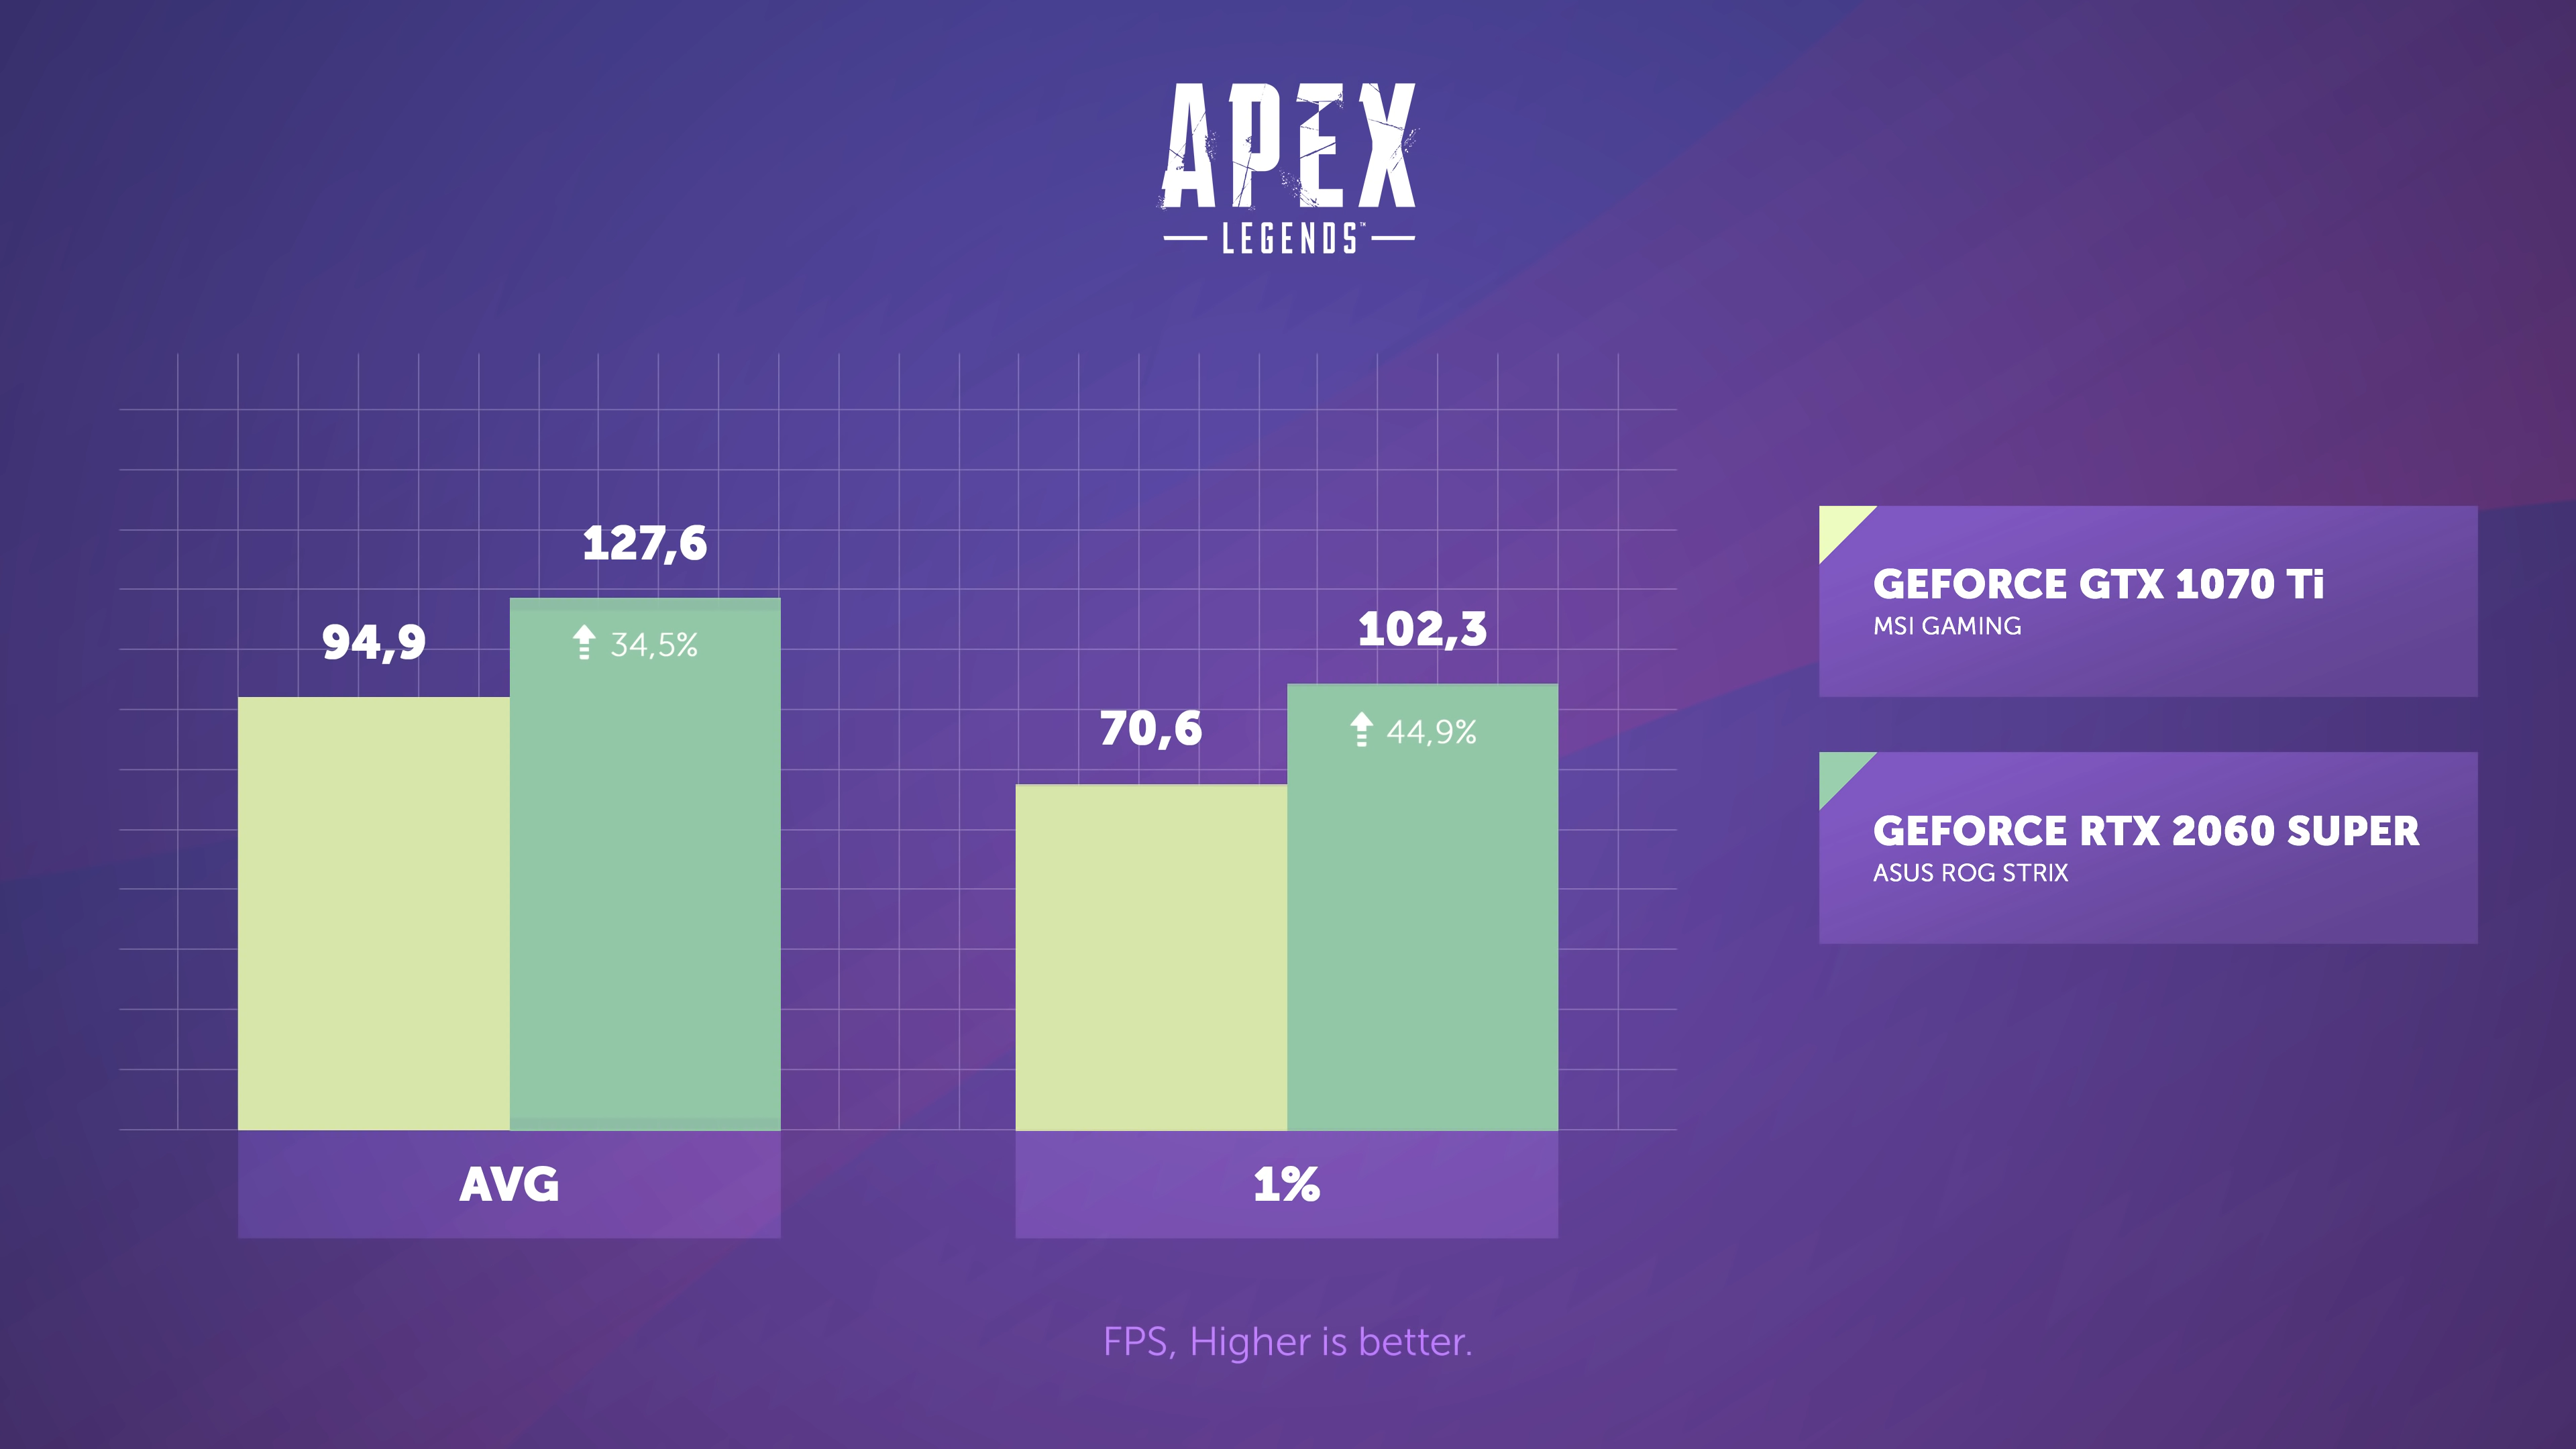 APEX
LEGENDS™
127,6
94,9
34,5%
102,3
70,6
44,9%
AVG
1%
GEFORCE GTX 1070 Ti
MSI GAMING
GEFORCE RTX 2060 SUPER
ASUS ROG STRIX
FPS, Higher is better.